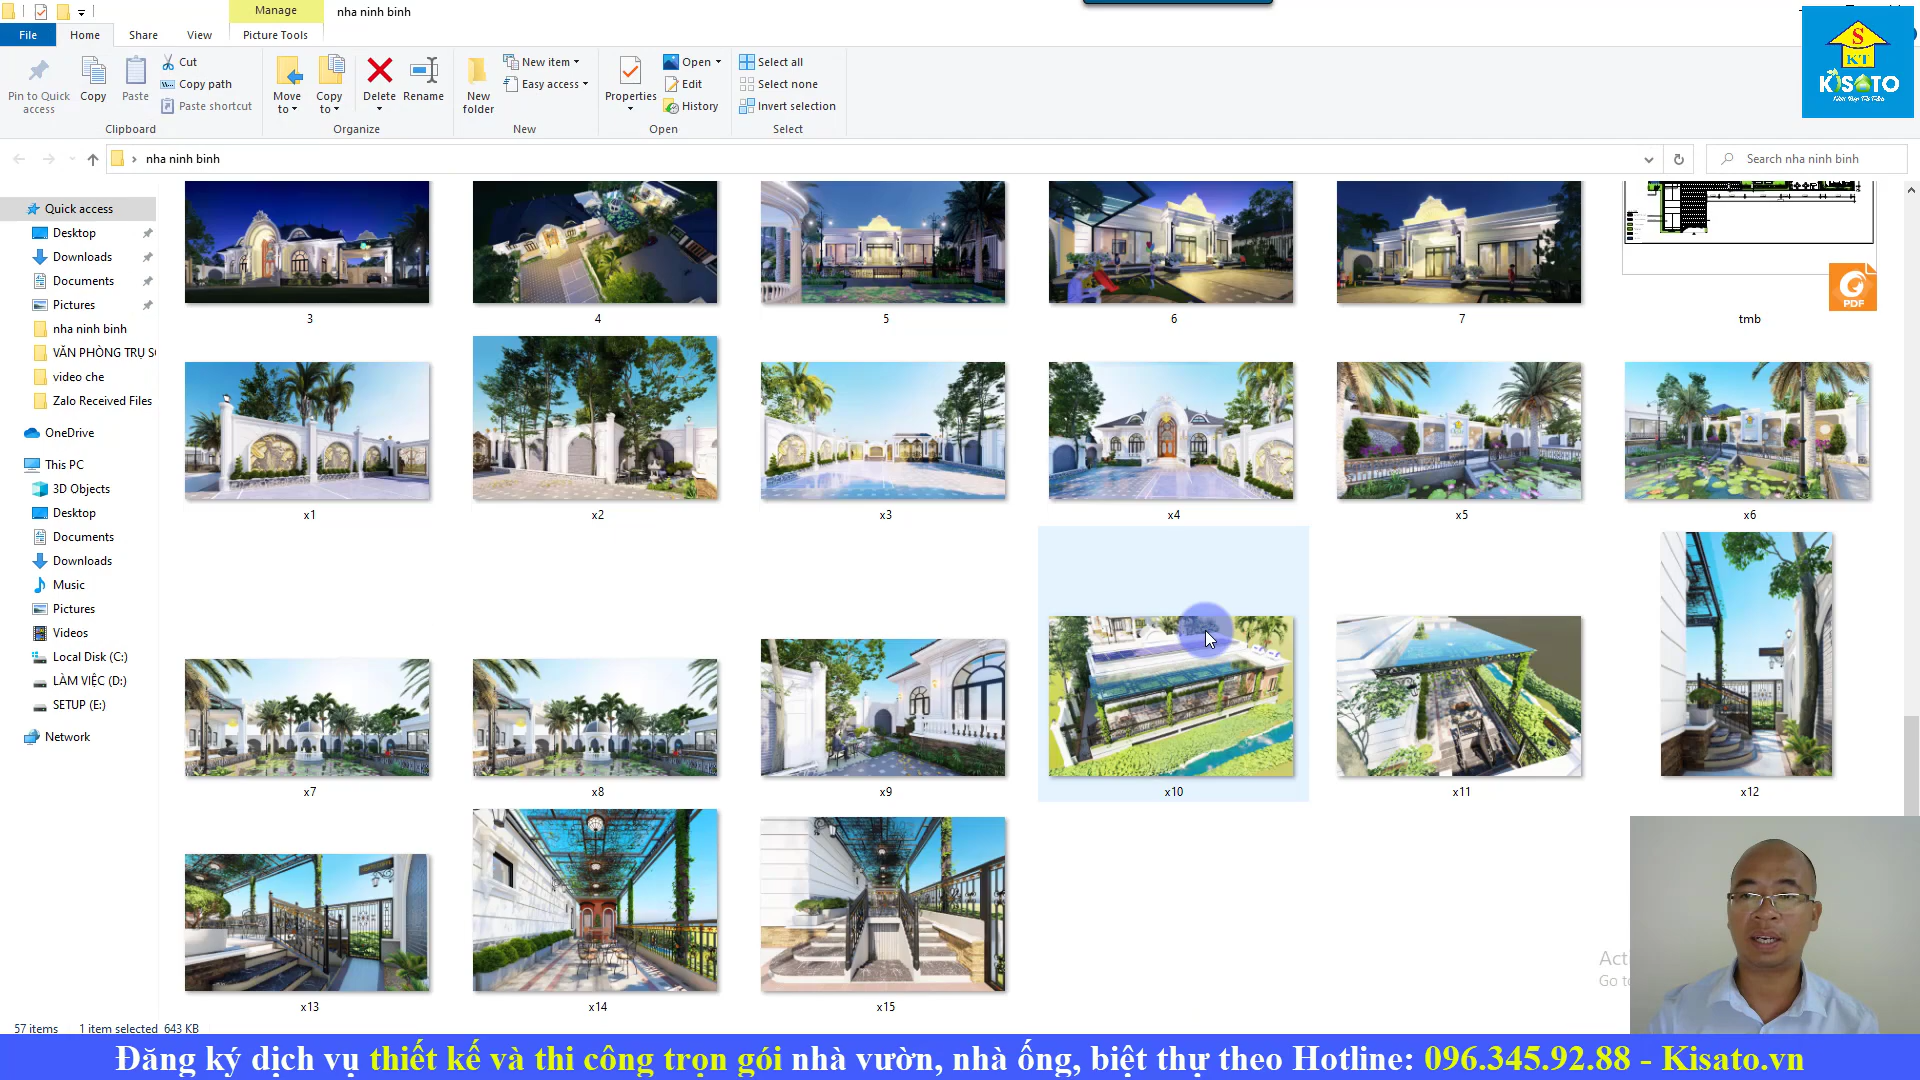 Manage
nha ninh binh
File
Home
Share
View
Picture Tools
Pin to Quick access
Copy
Paste
Cut
Copy path
Paste shortcut
Clipboard
Move to
Copy to
Delete
Rename
Organize
New folder
New item
Easy access
New
Properties
Open
Edit
History
Open
Select all
Select none
Invert selection
Select
S
KT
KISATO
nha ninh binh
Search nha ninh binh
Quick access
Desktop
Downloads
Documents
Pictures
nha ninh binh
VĂN PHÒNG TRỤ S
video che
Zalo Received Files
OneDrive
This PC
3D Objects
Desktop
Documents
Downloads
Music
Pictures
Videos
Local Disk (C:)
LÀM VIỆC (D:)
SETUP (E:)
Network
3
4
5
6
7
PDF
tmb
x1
x2
x3
x4
x5
x6
x7
x8
x9
x10
x11
x12
x13
x14
x15
Act
Go to
57 items
1 item selected 643 KB
Đăng ký dịch vụ thiết kế và thi công trọn gói nhà vườn, nhà ống, biệt thự theo Hotline: 096.345.92.88 - Kisato.vn